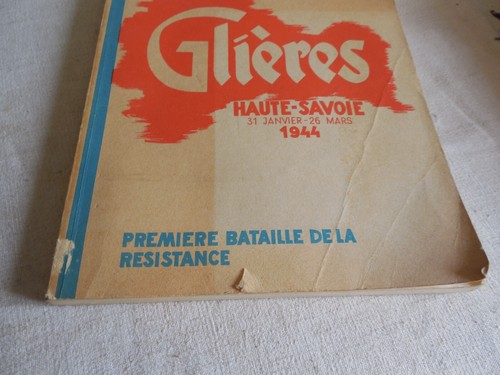 Glières
HAUTE-SAVOIE
31 JANVIER-26 MARS
1944
PREMIERE BATAILLE DE LA
RESISTANCE